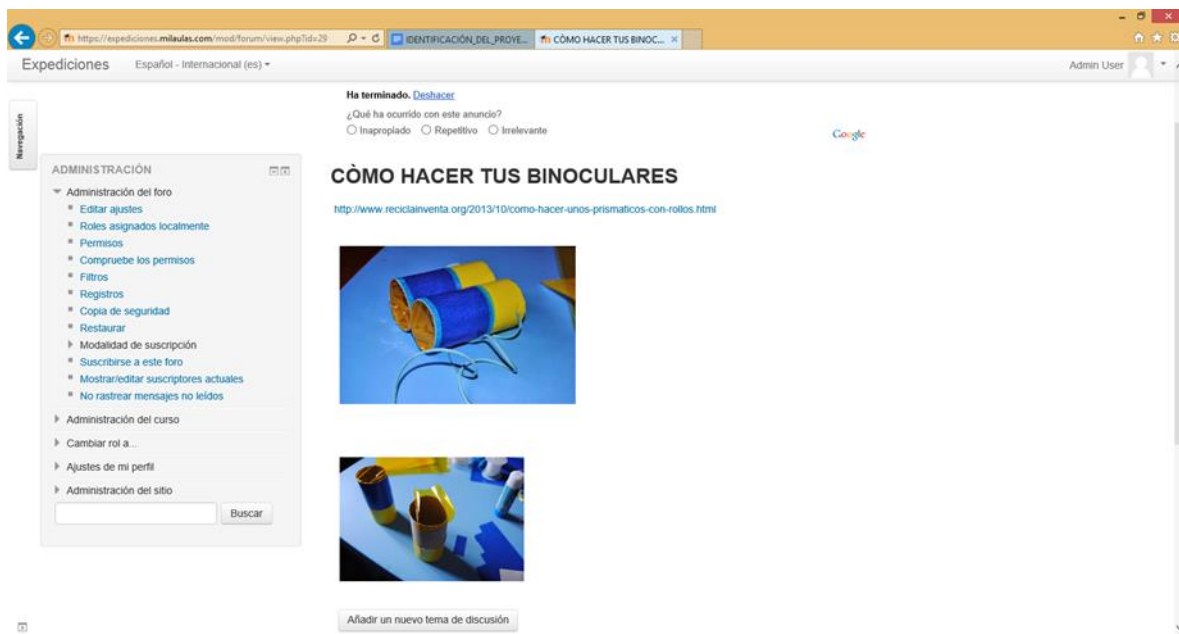 https://expediciones.milaulas.com/mod/forum/view.php?id=29
IDENTIFICACIÓN_DEL_PROYE...
CÒMO HACER TUS BINOC...
Expediciones
Español - Internacional (es)
Admin User
Navegación
Ha terminado. Deshacer
¿Qué ha ocurrido con este anuncio?
Inapropiado Repetitivo Irrelevante
Google
ADMINISTRACIÓN
Administración del foro
Editar ajustes
Roles asignados localmente
Permisos
Compruebe los permisos
Filtros
Registros
Copia de seguridad
Restaurar
Modalidad de suscripción
Suscribirse a este foro
Mostrar/editar suscriptores actuales
No rastrear mensajes no leídos
Administración del curso
Cambiar rol a...
Ajustes de mi perfil
Administración del sitio
Buscar
CÒMO HACER TUS BINOCULARES
http://www.reciclainventa.org/2013/10/como-hacer-unos-prismaticos-con-rollos.html
Añadir un nuevo tema de discusión